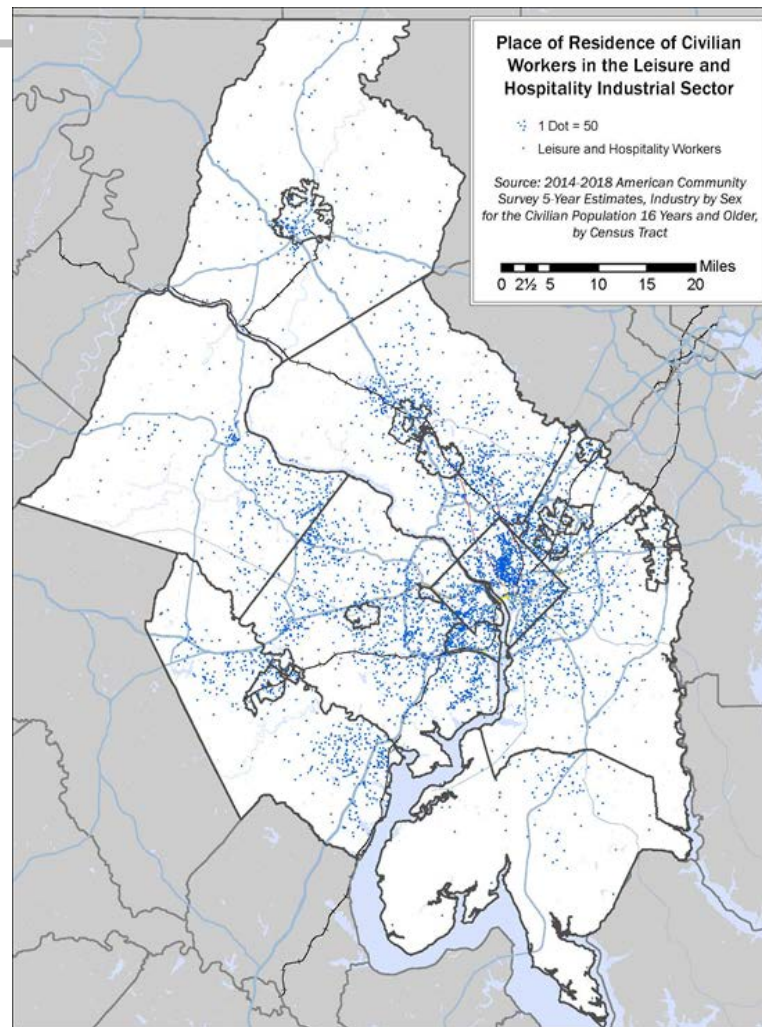 Place of Residence of Civilian
Workers in the Leisure and
Hospitality Industrial Sector
1 Dot = 50
Leisure and Hospitality Workers
Source: 2014-2018 American Community
Survey 5-Year Estimates, Industry by Sex
for the Civilian Population 16 Years and Older,
by Census Tract
Miles
0 2½ 5 10 15 20